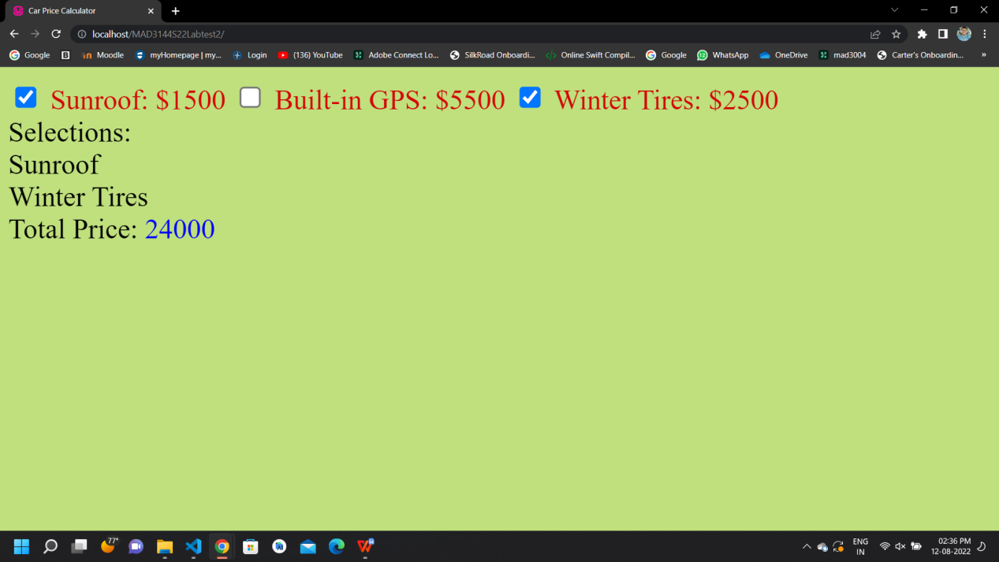 Car Price Calculator
localhost/MAD3144S22Labtest2/
Google B Moodle myHomepage | my... Login (136) YouTube Adobe Connect Lo... SilkRoad Onboardi... </> Online Swift Compil... Google 12 WhatsApp OneDrive mad3004 Carter's Onboardin... »
Sunroof: $1500 Built-in GPS: $5500 Winter Tires: $2500
Selections:
Sunroof
Winter Tires
Total Price: 24000
77°
ENG
IN
02:36 PM
12-08-2022